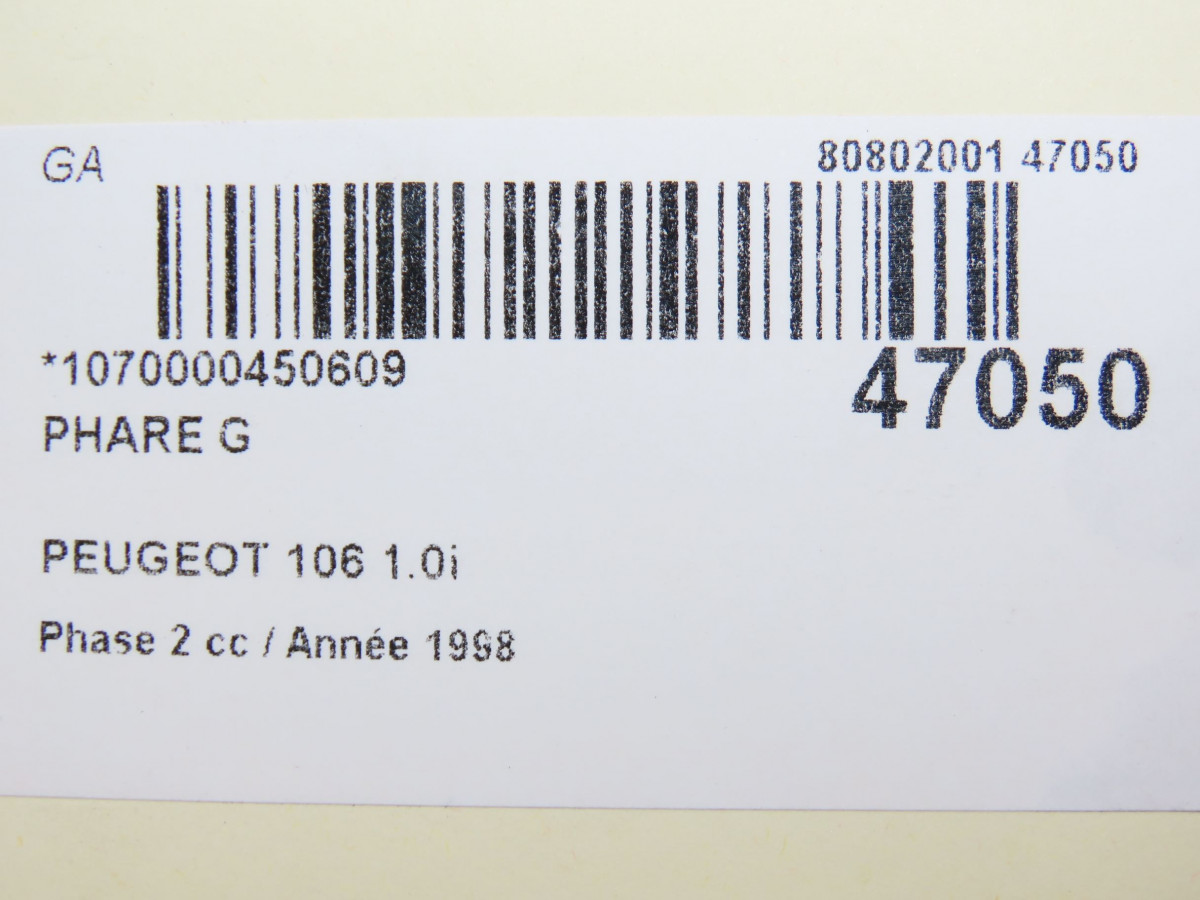 GA
80802001 47050
*1070000450609
47050
PHARE G
PEUGEOT 106 1.0i
Phase 2 cc / Année 1998